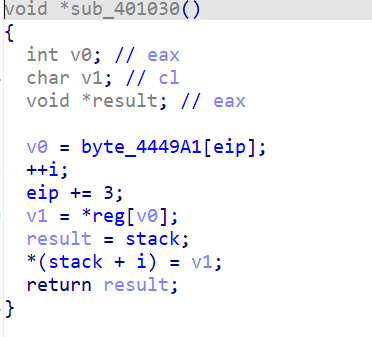 void *sub_401030()
{
int v0; // eax
char v1; // cl
void *result; // eax
v0 = byte_4449A1[eip];
++i;
eip += 3;
v1 = *reg[v0];
result = stack;
*(stack + i) = v1;
return result;
}